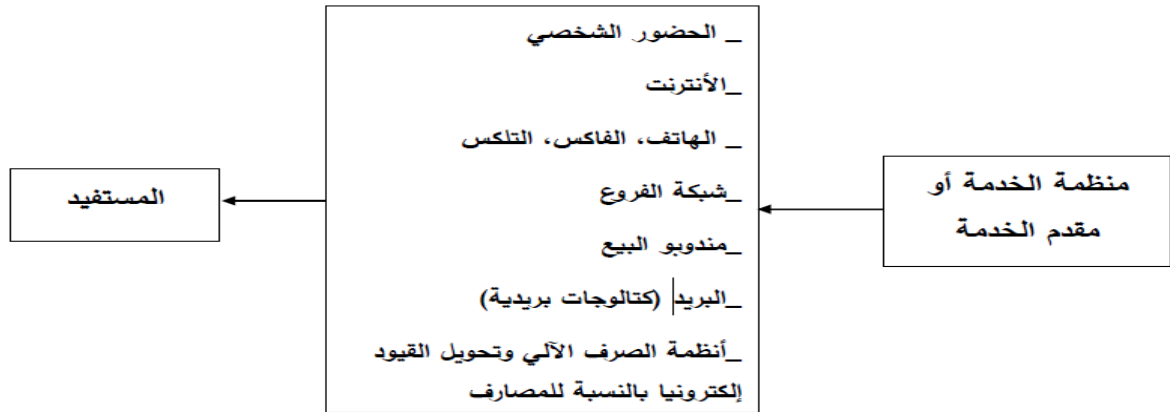 منظمة الخدمة أو
مقدم الخدمة
_ الحضور الشخصي
_الأنترنت
_ الهاتف، الفاكس، التلكس
_شبكة الفروع
_مندوبو البيع
_البريد (كتالوجات بريدية)
_أنظمة الصرف الآلي وتحويل القيود
إلكترونيا بالنسبة للمصارف
المستفيد